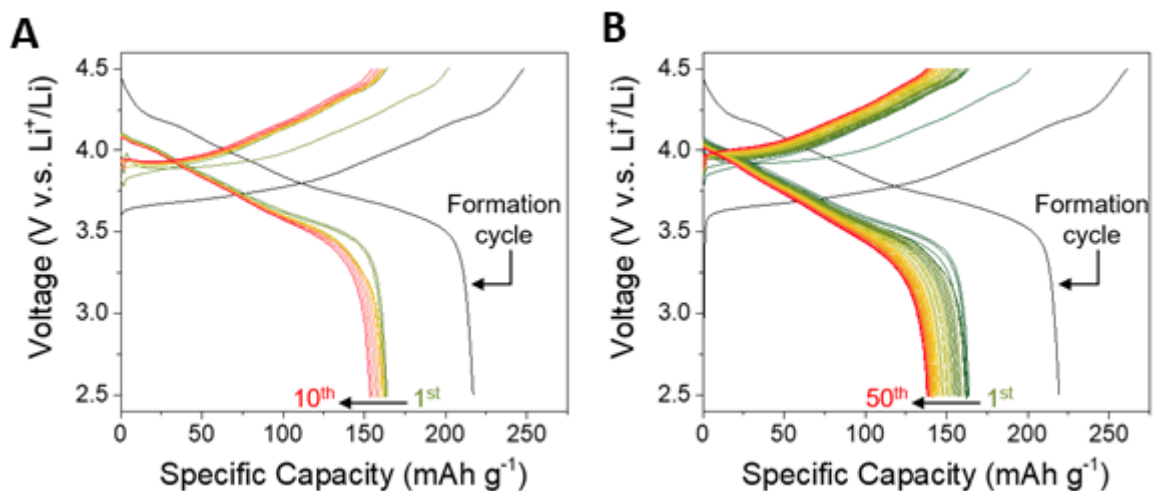 A
B
4.5
4.0
3.5
3.0
2.5
Voltage (V v.s. Li⁺/Li)
Formation
cycle
10th
1st
0
50
100
150
200
250
Specific Capacity (mAh g⁻¹)
4.5
4.0
3.5
3.0
2.5
Voltage (V v.s. Li⁺/Li)
Formation
cycle
50th
1st
0
50
100
150
200
250
Specific Capacity (mAh g⁻¹)